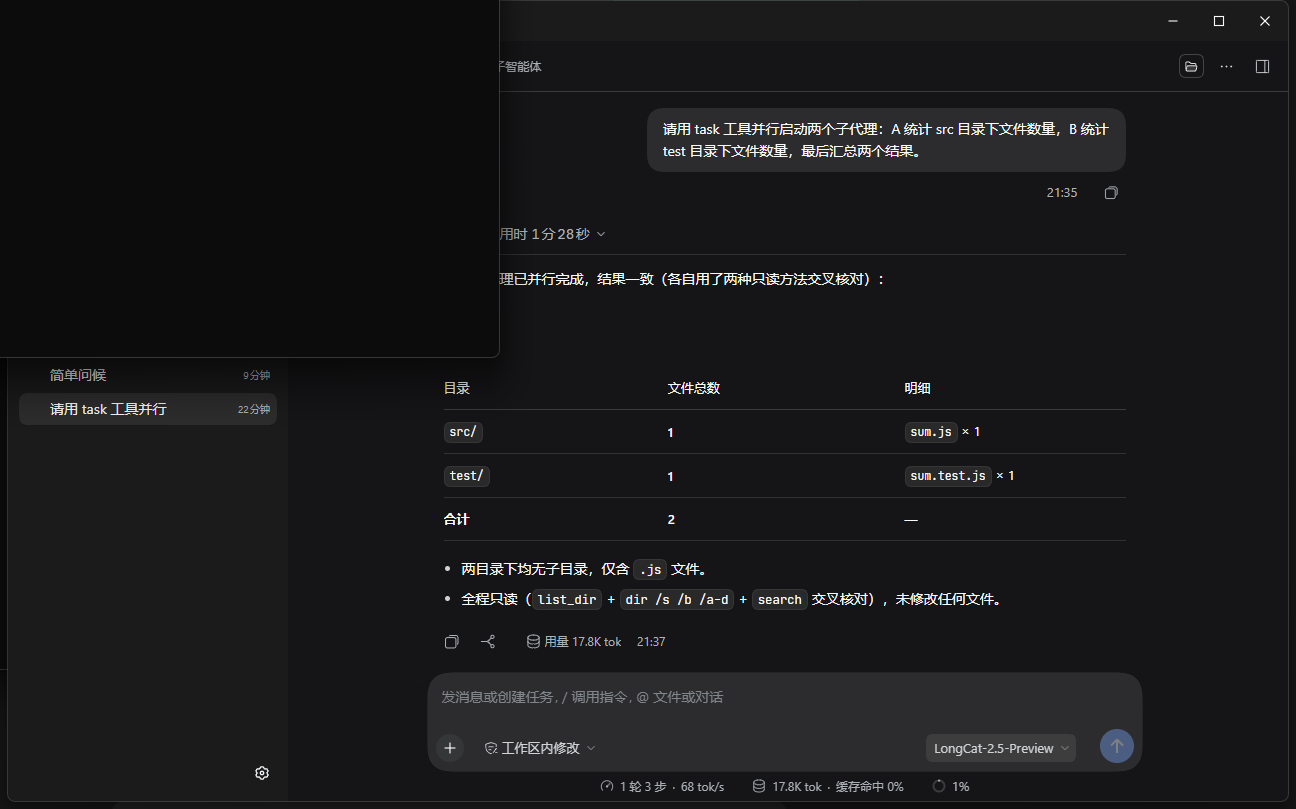 子智能体
请用 task 工具并行启动两个子代理：A 统计 src 目录下文件数量，B 统计
test 目录下文件数量，最后汇总两个结果。
21:35
用时 1分28秒
理已并行完成，结果一致（各自用了两种只读方法交叉核对）：
简单问候 9分钟
请用 task 工具并行 22分钟
目录 文件总数 明细
src/ 1 sum.js × 1
test/ 1 sum.test.js × 1
合计 2 —
两目录下均无子目录，仅含 .js 文件。
全程只读（list_dir + dir /s /b /a-d + search 交叉核对），未修改任何文件。
用量 17.8K tok 21:37
发消息或创建任务，/ 调用指令，@ 文件或对话
工作区内修改 LongCat-2.5-Preview
1 轮 3 步 · 68 tok/s 17.8K tok · 缓存命中 0% 1%